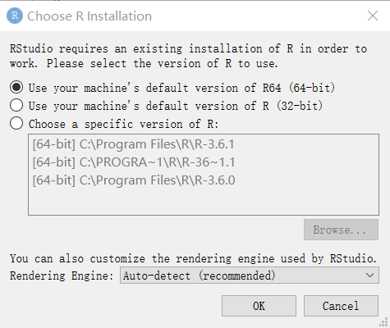 R Choose R Installation
RStudio requires an existing installation of R in order to
work. Please select the version of R to use.
Use your machine's default version of R64 (64-bit)
Use your machine's default version of R (32-bit)
Choose a specific version of R:
[64-bit] C:\Program Files\R\R-3.6.1
[64-bit] C:\PROGRA~1\R\R-36~1.1
[64-bit] C:\Program Files\R\R-3.6.0
Browse...
You can also customize the rendering engine used by RStudio.
Rendering Engine: Auto-detect (recommended)
OK Cancel